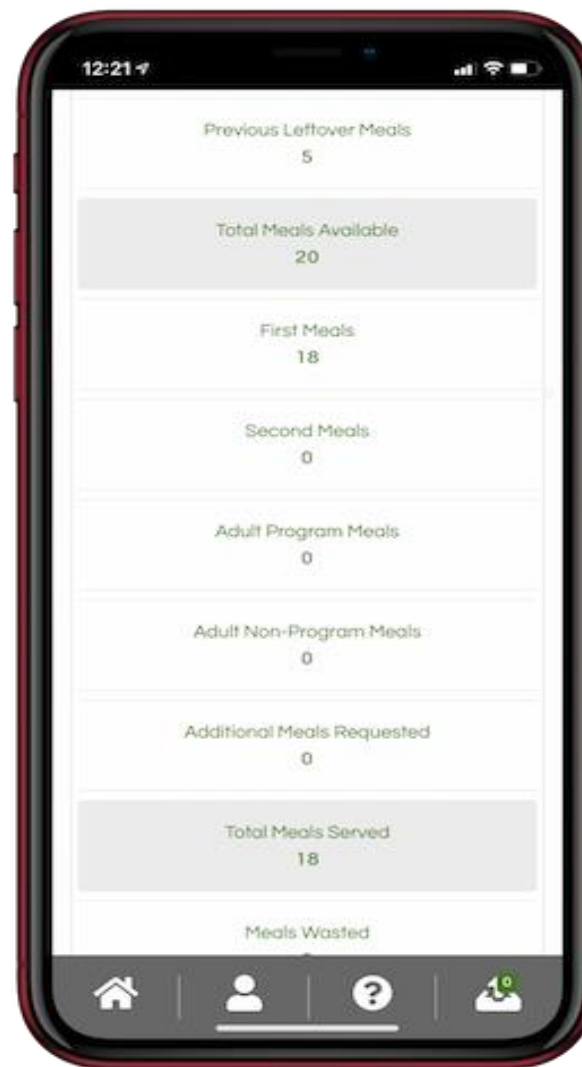 12:21
Previous Leftover Meals
5
Total Meals Available
20
First Meals
18
Second Meals
0
Adult Program Meals
0
Adult Non-Program Meals
0
Additional Meals Requested
0
Total Meals Served
18
Meals Wasted
?
0